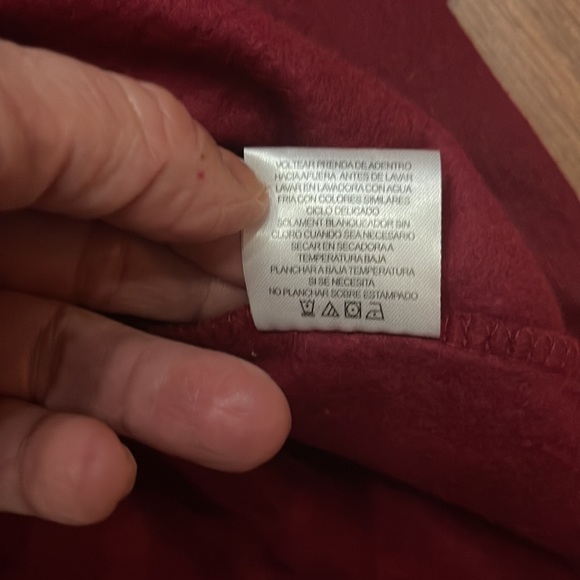 VOLTEAR PRENDA DE ADENTRO
HACIA AFUERA ANTES DE LAVAR
LAVAR EN LAVADORA CON AGUA
FRIA CON COLORES SIMILARES
CICLO DELICADO
SOLAMENT BLANQUEADOR SIN
CLORO CUANDO SEA NECESARIO
SECAR EN SECADORA A
TEMPERATURA BAJA
PLANCHAR A BAJA TEMPERATURA
SI SE NECESITA
NO PLANCHAR SOBRE ESTAMPADO